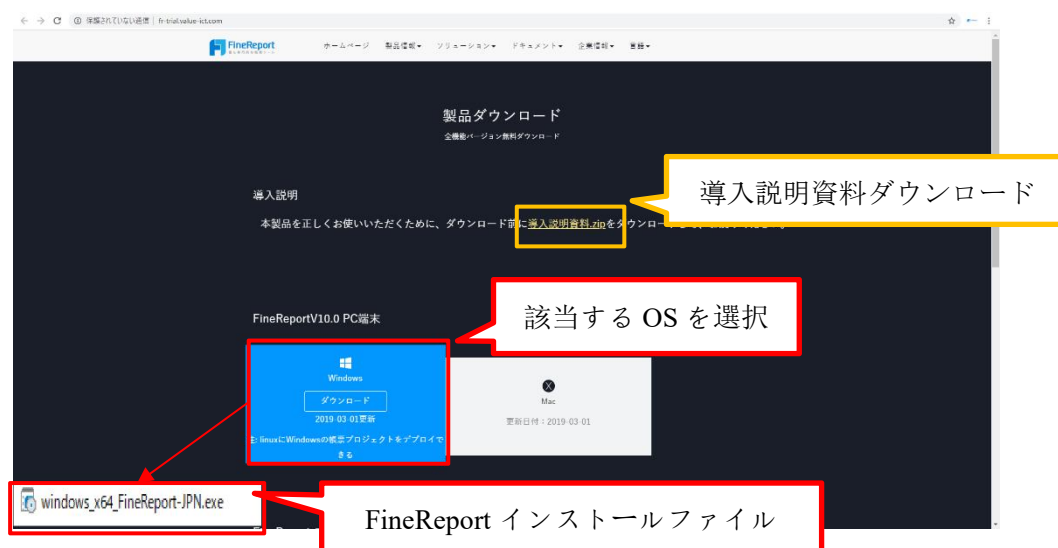 保護されていない通信 | fr-trial.value-ict.com
FineReport
ホームページ 製品情報▾ ソリューション▾ ドキュメント▾ 企業情報▾ 言語▾
製品ダウンロード
全機能バージョン無料ダウンロード
導入説明資料ダウンロード
導入説明
本製品を正しくお使いいただくために、ダウンロード前に導入説明資料.zipをダウンロー
該当する OS を選択
FineReportV10.0 PC端末
Windows
ダウンロード
2019-03-01更新
注: linuxにWindowsの帳票プロジェクトをデプロイで
きる
Mac
更新日付：2019-03-01
windows_x64_FineReport-JPN.exe
FineReport インストールファイル